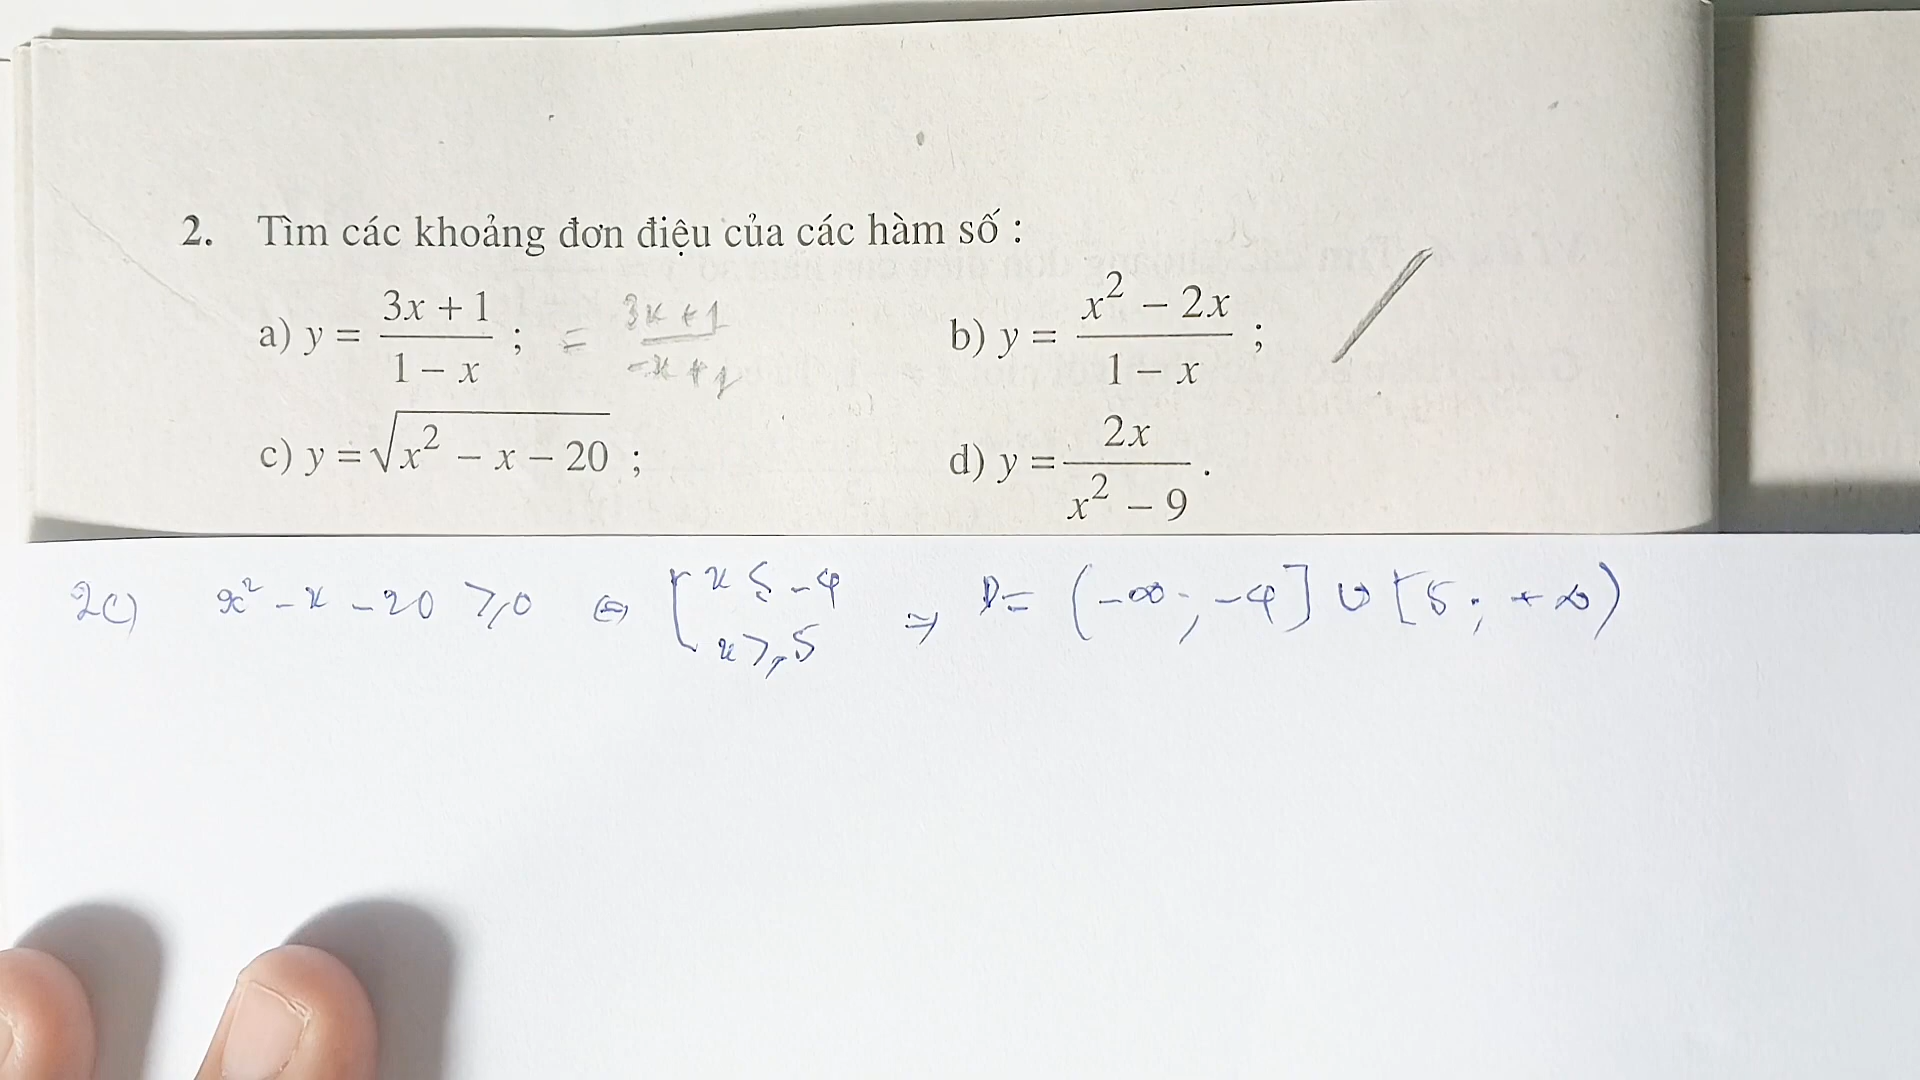 2. Tìm các khoảng đơn điệu của các hàm số :
a) y = (3x + 1)/(1 − x) ; = (3x + 1)/(−x + 1)
b) y = (x² − 2x)/(1 − x) ;
c) y = √(x² − x − 20) ;
d) y = 2x/(x² − 9) .
2c) x² − x − 20 ≥ 0 ⇔ [ x ≤ −4
x ≥ 5 ⇒ D = (−∞; −4] ∪ [5; +∞)